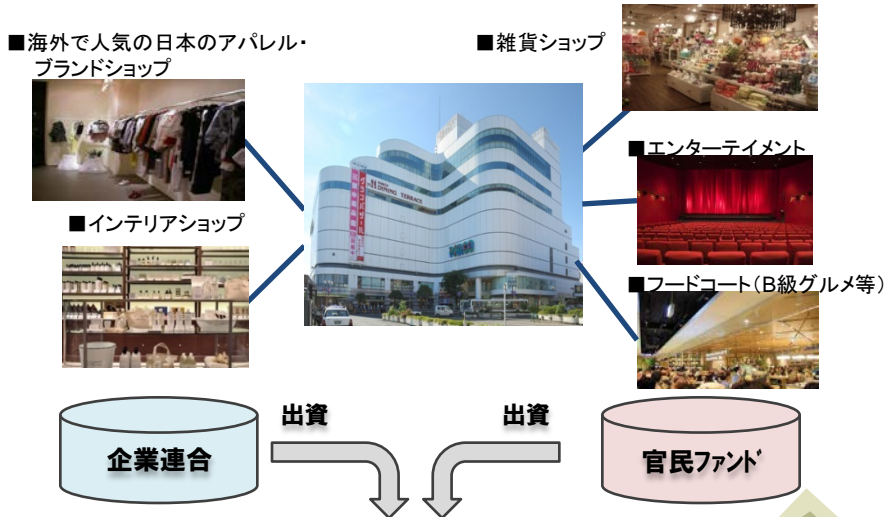 ■海外で人気の日本のアパレル・
ブランドショップ
■雑貨ショップ
■エンターテイメント
■インテリアショップ
DINING TERRACE
■フードコート（B級グルメ等）
出資
出資
企業連合
官民ファンド